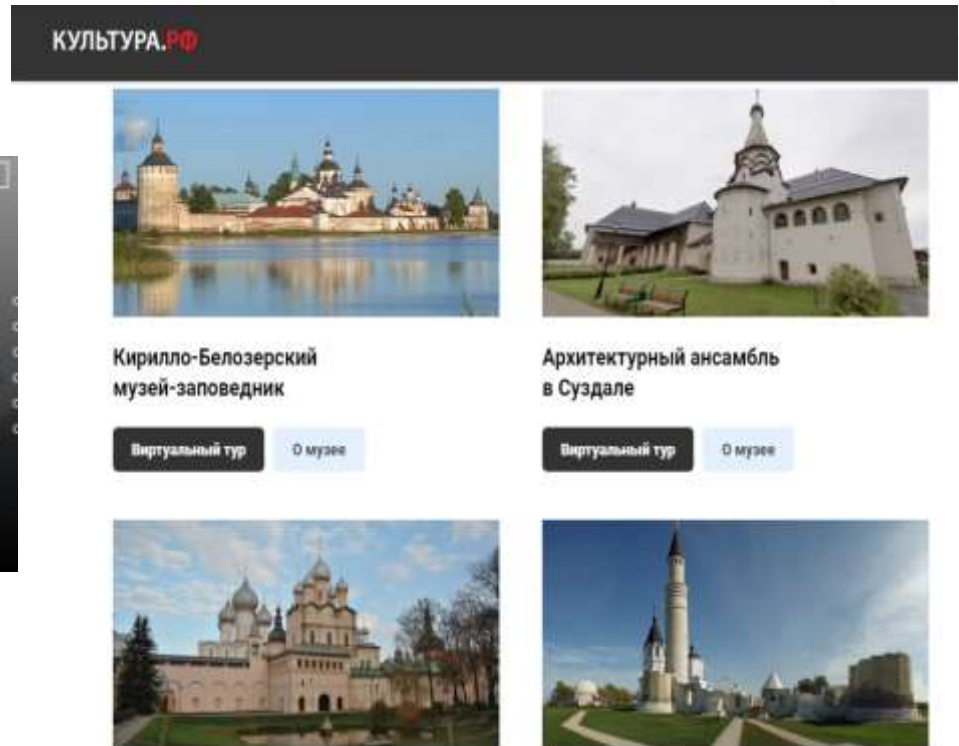 КУЛЬТУРА.РФ
Кирилло-Белозерский
музей-заповедник
Виртуальный тур
О музее
Архитектурный ансамбль
в Суздале
Виртуальный тур
О музее